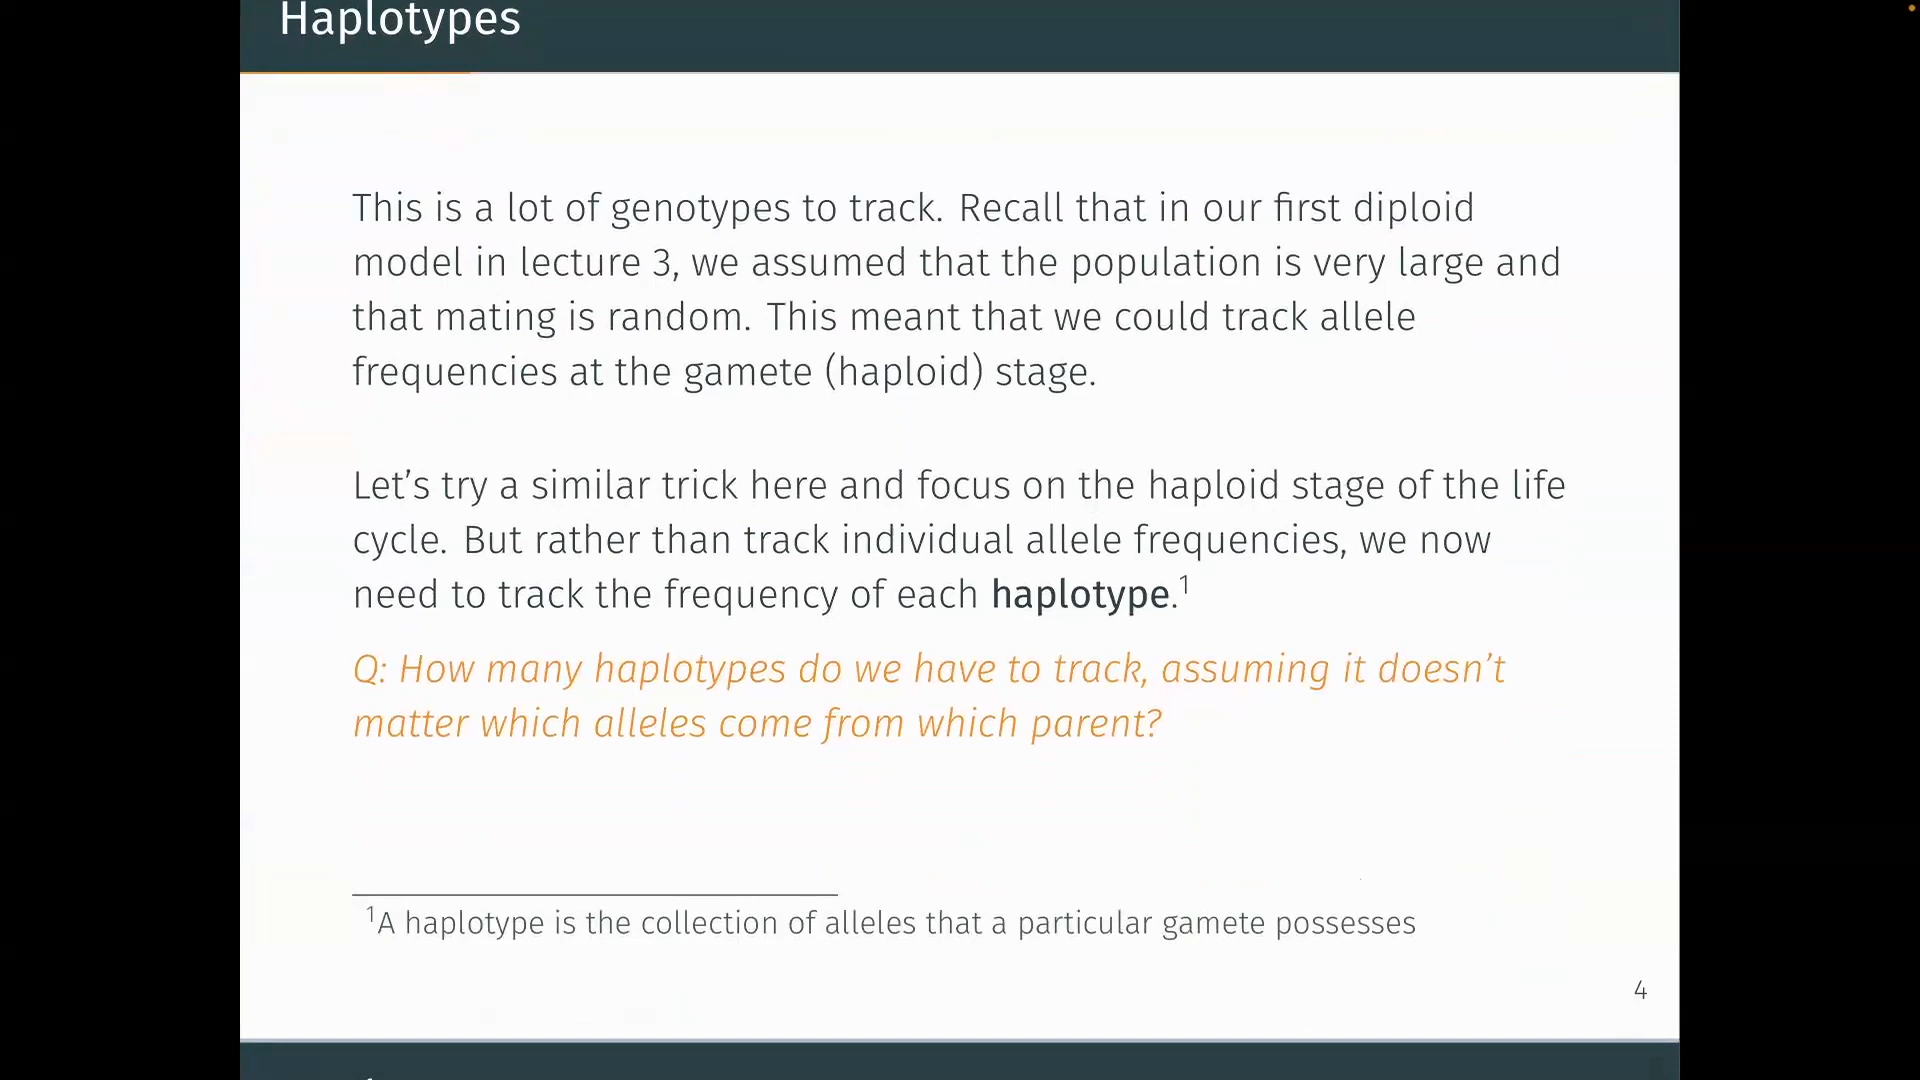 Haplotypes
This is a lot of genotypes to track. Recall that in our first diploid
model in lecture 3, we assumed that the population is very large and
that mating is random. This meant that we could track allele
frequencies at the gamete (haploid) stage.
Let’s try a similar trick here and focus on the haploid stage of the life
cycle. But rather than track individual allele frequencies, we now
need to track the frequency of each haplotype.¹
Q: How many haplotypes do we have to track, assuming it doesn’t
matter which alleles come from which parent?
¹A haplotype is the collection of alleles that a particular gamete possesses
4